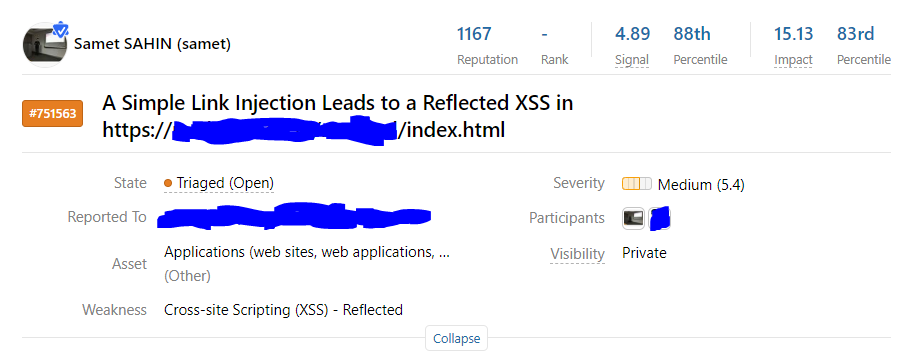 Samet SAHIN (samet)
1167 - 4.89 88th 15.13 83rd
Reputation Rank Signal Percentile Impact Percentile
#751563
A Simple Link Injection Leads to a Reflected XSS in
https:// /index.html
State Triaged (Open) Severity Medium (5.4)
Reported To Participants
Asset Applications (web sites, web applications, ... Visibility Private
(Other)
Weakness Cross-site Scripting (XSS) - Reflected
Collapse